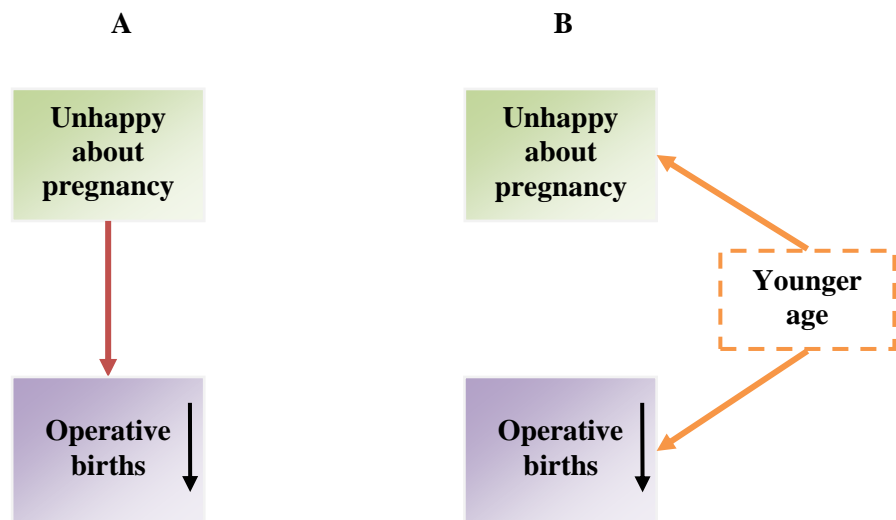 A
B
Unhappy
about
pregnancy
Unhappy
about
pregnancy
Younger
age
Operative
births
Operative
births